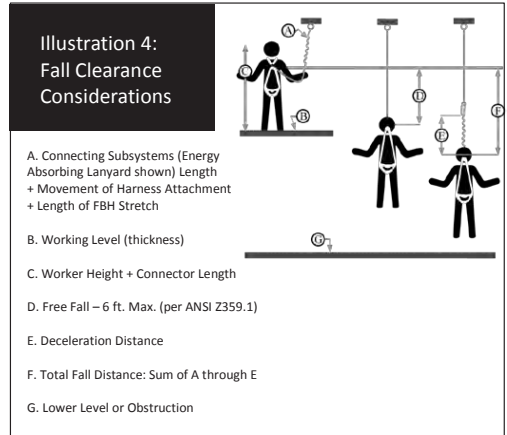 Illustration 4:
Fall Clearance
Considerations
A
C
B
D
E
F
G
A. Connecting Subsystems (Energy
Absorbing Lanyard shown) Length
+ Movement of Harness Attachment
+ Length of FBH Stretch
B. Working Level (thickness)
C. Worker Height + Connector Length
D. Free Fall – 6 ft. Max. (per ANSI Z359.1)
E. Deceleration Distance
F. Total Fall Distance: Sum of A through E
G. Lower Level or Obstruction